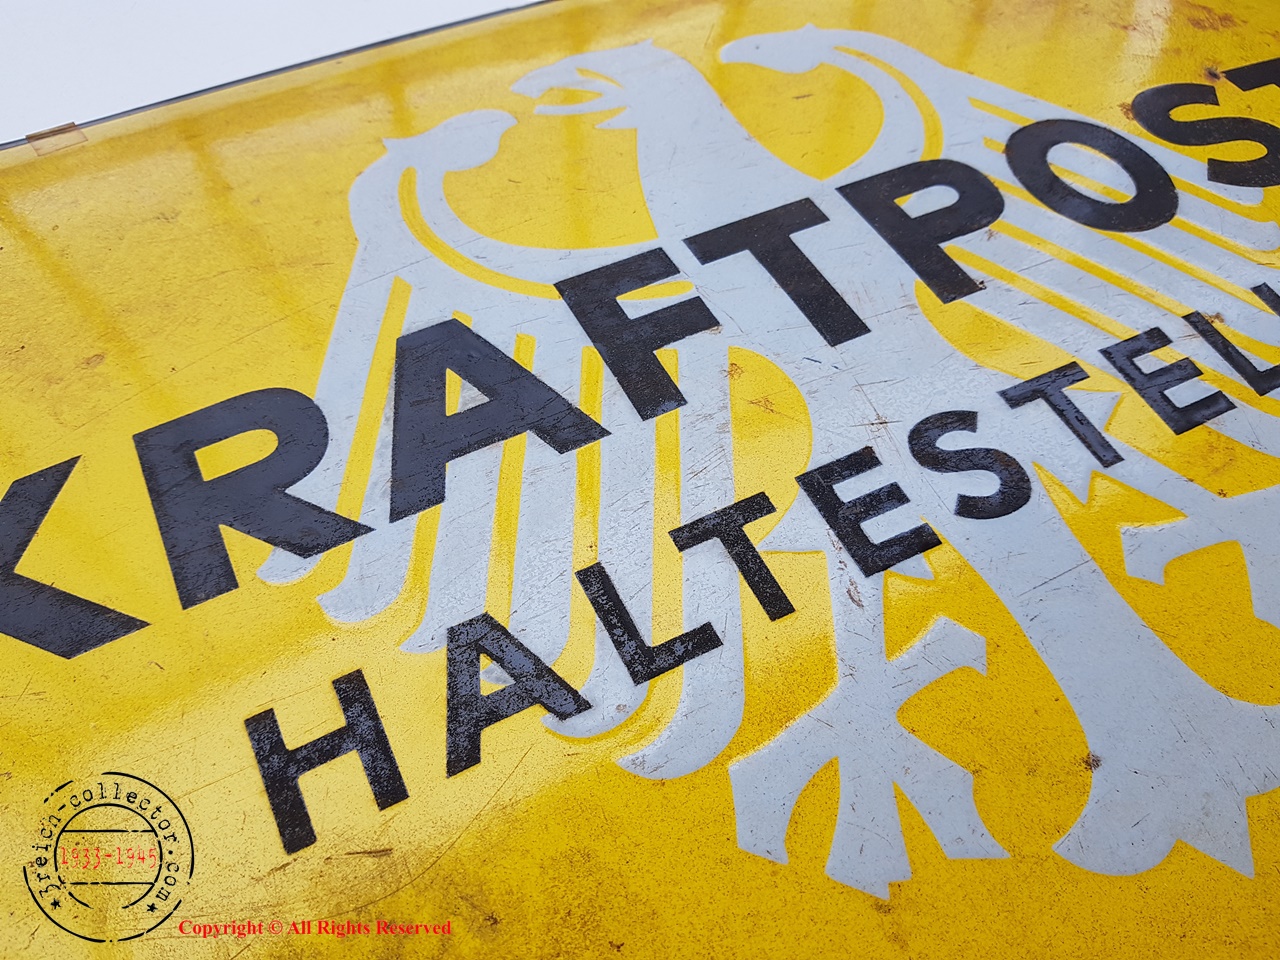 KRAFTPOST
HALTESTEL
3reich-collector.com
1933-1945
Copyright © All Rights Reserved